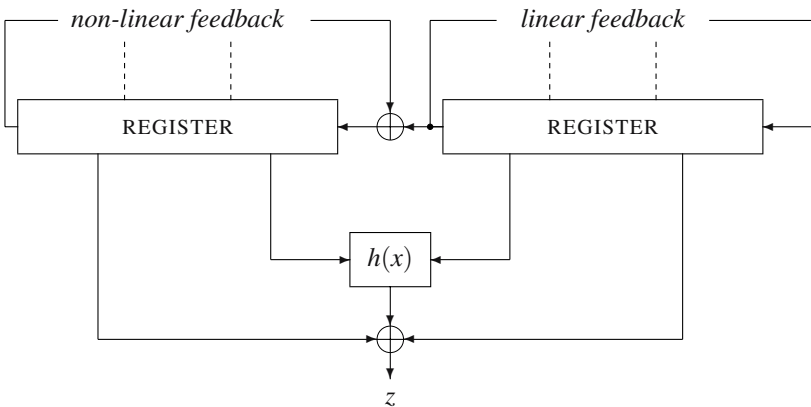 non-linear feedback
linear feedback
REGISTER
REGISTER
h(x)
z